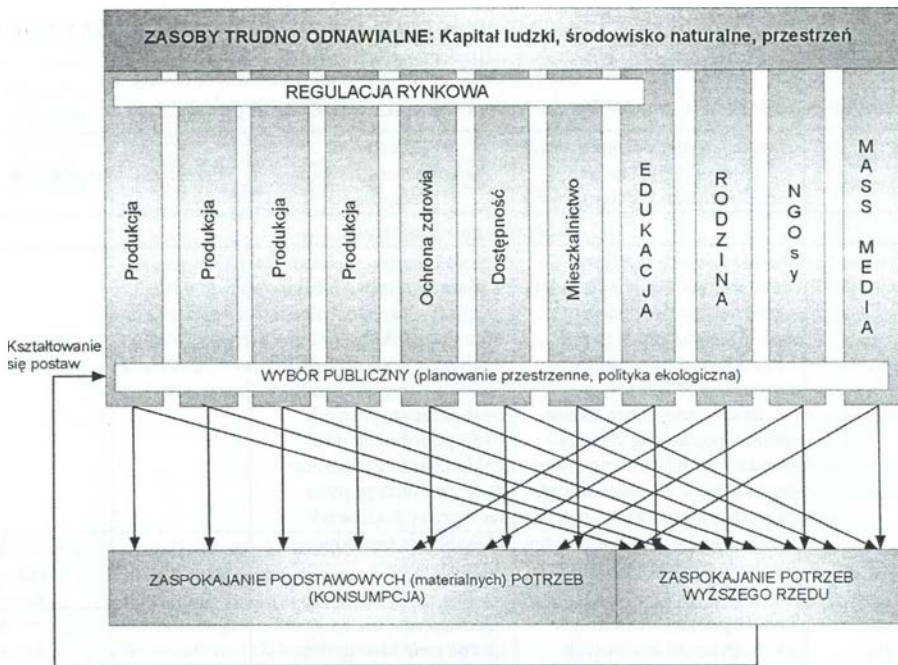 ZASOBY TRUDNO ODNAWIALNE: Kapitał ludzki, środowisko naturalne, przestrzeń
REGULACJA RYNKOWA
Produkcja
Produkcja
Produkcja
Produkcja
Ochrona zdrowia
Dostępność
Mieszkalnictwo
EDUKACJA
RODZINA
NGOsy
MASS MEDIA
Kształtowanie
się postaw
WYBÓR PUBLICZNY (planowanie przestrzenne, polityka ekologiczna)
ZASPOKAJANIE PODSTAWOWYCH (materialnych) POTRZEB
(KONSUMPCJA)
ZASPOKAJANIE POTRZEB
WYŻSZEGO RZĘDU